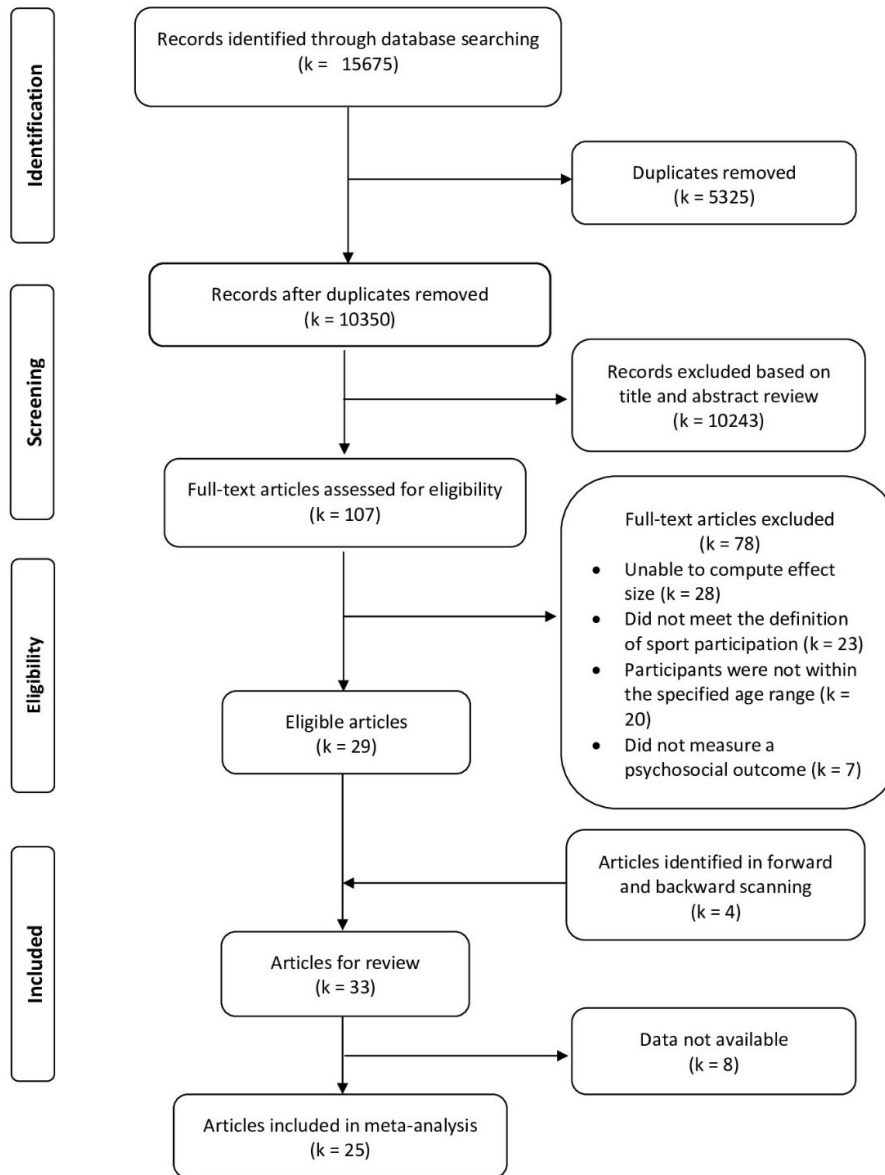 Identification
Records identified through database searching
(k = 15675)
Duplicates removed
(k = 5325)
Screening
Records after duplicates removed
(k = 10350)
Records excluded based on
title and abstract review
(k = 10243)
Full-text articles assessed for eligibility
(k = 107)
Eligibility
Full-text articles excluded
(k = 78)
• Unable to compute effect
size (k = 28)
• Did not meet the definition
of sport participation (k = 23)
• Participants were not within
the specified age range (k =
20)
• Did not measure a
psychosocial outcome (k = 7)
Eligible articles
(k = 29)
Included
Articles identified in forward
and backward scanning
(k = 4)
Articles for review
(k = 33)
Data not available
(k = 8)
Articles included in meta-analysis
(k = 25)